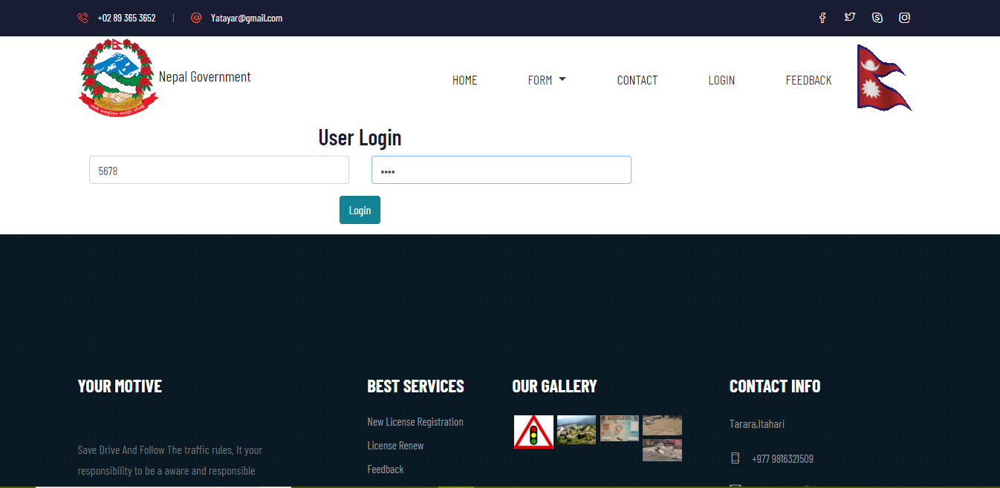 +02 89 365 3652 | Yatayar@gmail.com
Nepal Government
HOME FORM CONTACT LOGIN FEEDBACK
User Login
5678
••••
Login
YOUR MOTIVE
Save Drive And Follow The traffic rules, It your
responsibility to be a aware and responsible
BEST SERVICES
New License Registration
License Renew
Feedback
OUR GALLERY
CONTACT INFO
Tarara,Itahari
+977 9816321509